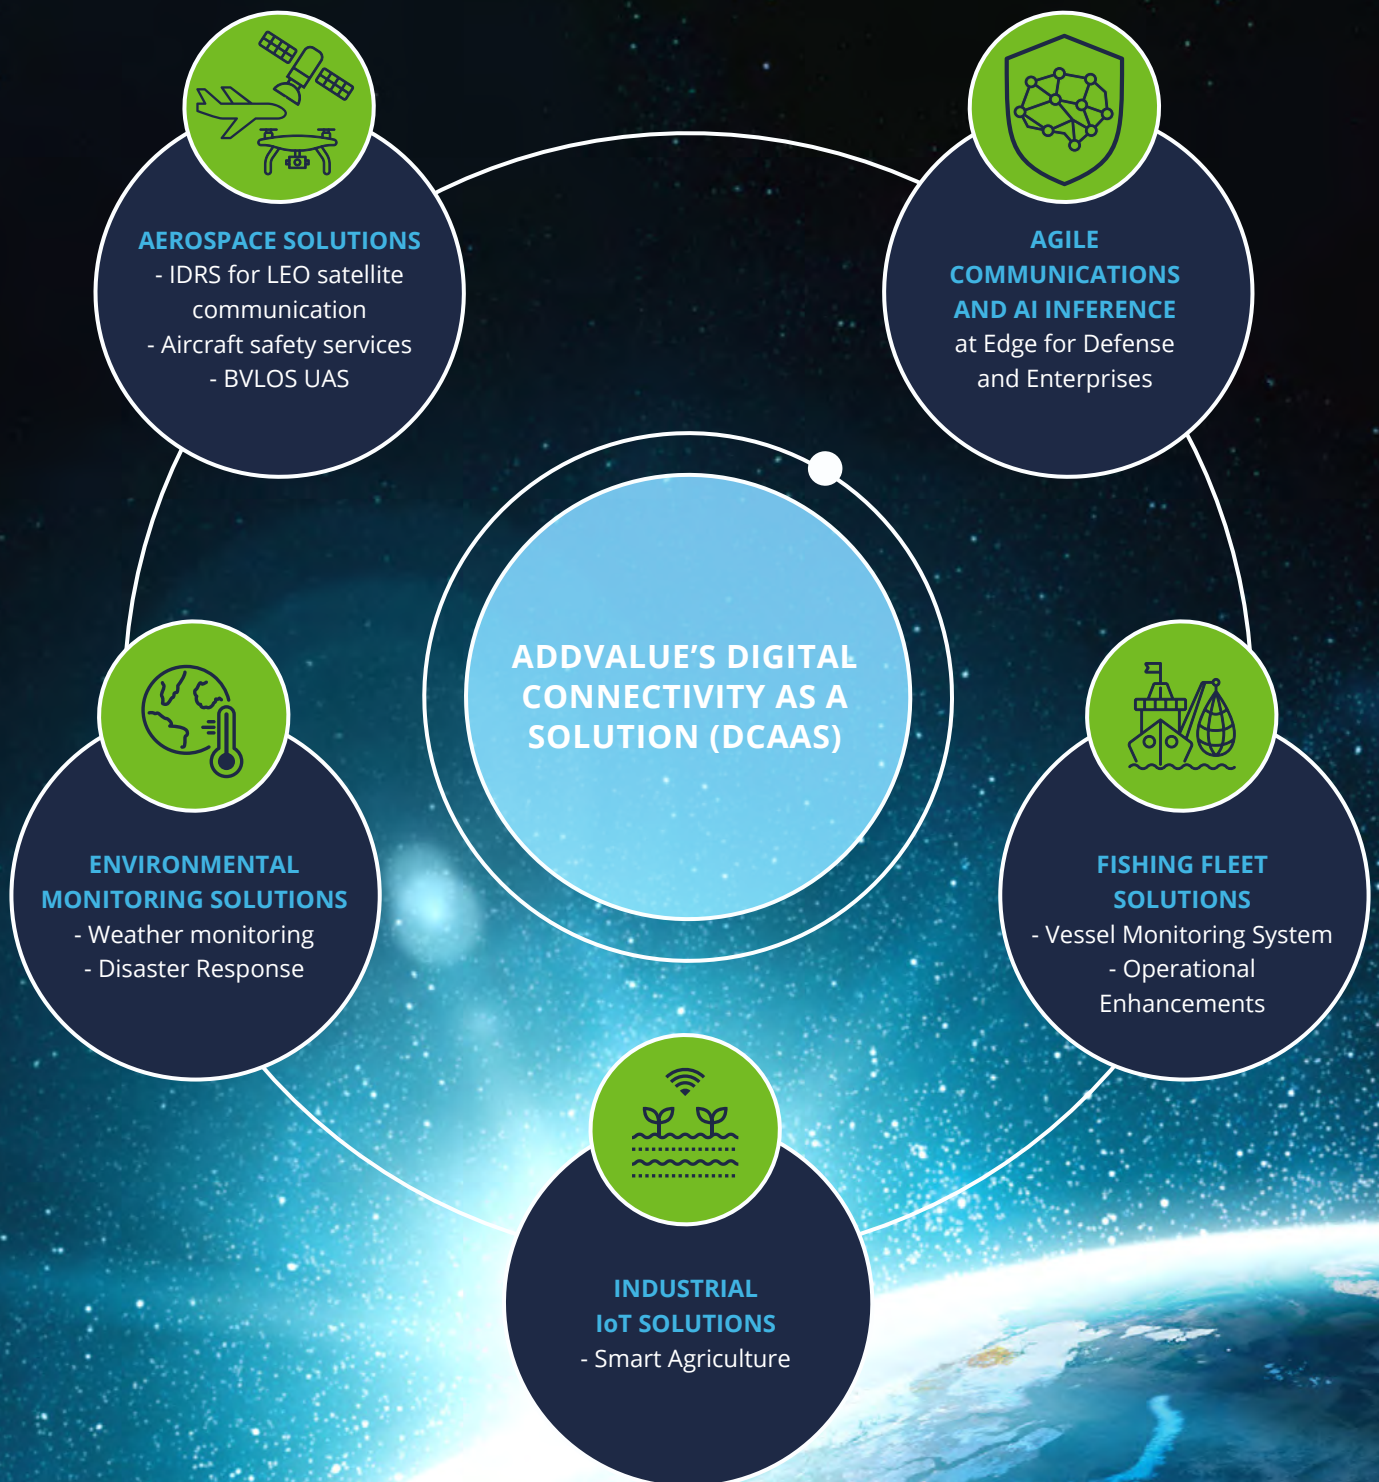 AEROSPACE SOLUTIONS
- IDRS for LEO satellite
communication
- Aircraft safety services
- BVLOS UAS
AGILE
COMMUNICATIONS
AND AI INFERENCE
at Edge for Defense
and Enterprises
ADDVALUE’S DIGITAL
CONNECTIVITY AS A
SOLUTION (DCAAS)
ENVIRONMENTAL
MONITORING SOLUTIONS
- Weather monitoring
- Disaster Response
FISHING FLEET
SOLUTIONS
- Vessel Monitoring System
- Operational
Enhancements
INDUSTRIAL
IoT SOLUTIONS
- Smart Agriculture